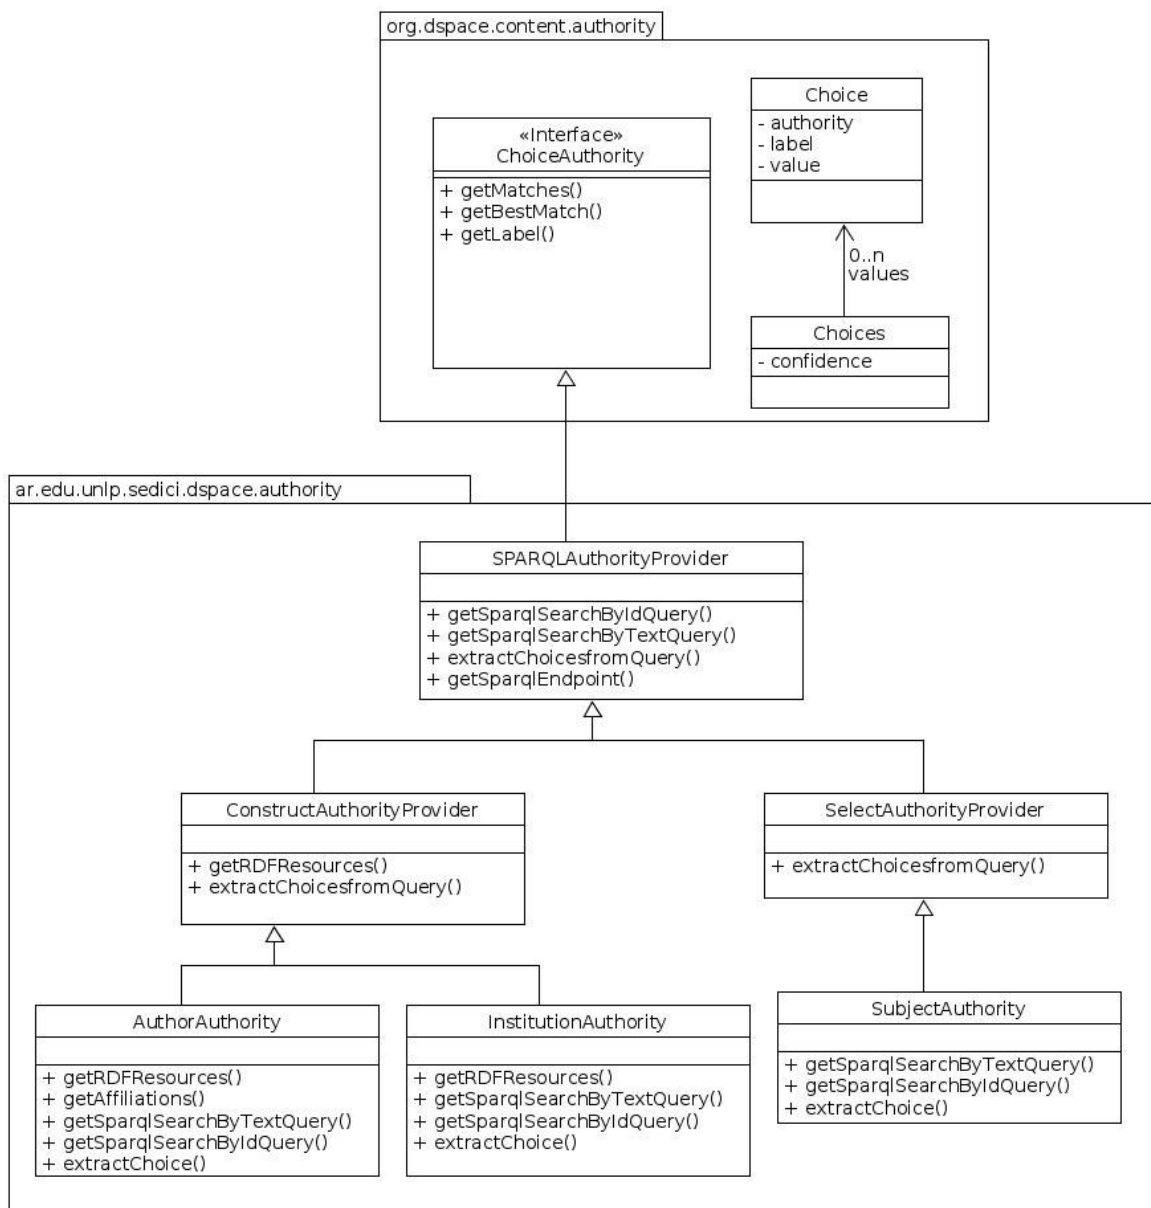 org.dspace.content.authority
Choice
- authority
- label
- value
«Interface»
ChoiceAuthority
+ getMatches()
+ getBestMatch()
+ getLabel()
0..n
values
Choices
- confidence
ar.edu.unlp.sedici.dspace.authority
SPARQLAuthorityProvider
+ getSparqlSearchByIdQuery()
+ getSparqlSearchByTextQuery()
+ extractChoicesfromQuery()
+ getSparqlEndpoint()
ConstructAuthorityProvider
+ getRDFResources()
+ extractChoicesfromQuery()
SelectAuthorityProvider
+ extractChoicesfromQuery()
AuthorAuthority
+ getRDFResources()
+ getAffiliations()
+ getSparqlSearchByTextQuery()
+ getSparqlSearchByIdQuery()
+ extractChoice()
InstitutionAuthority
+ getRDFResources()
+ getSparqlSearchByTextQuery()
+ getSparqlSearchByIdQuery()
+ extractChoice()
SubjectAuthority
+ getSparqlSearchByTextQuery()
+ getSparqlSearchByIdQuery()
+ extractChoice()